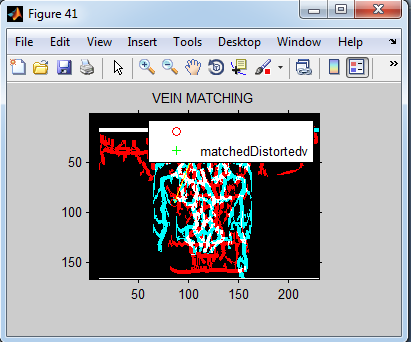 Figure 41
File Edit View Insert Tools Desktop Window Help
VEIN MATCHING
matchedDistortedv
50
100
150
50 100 150 200